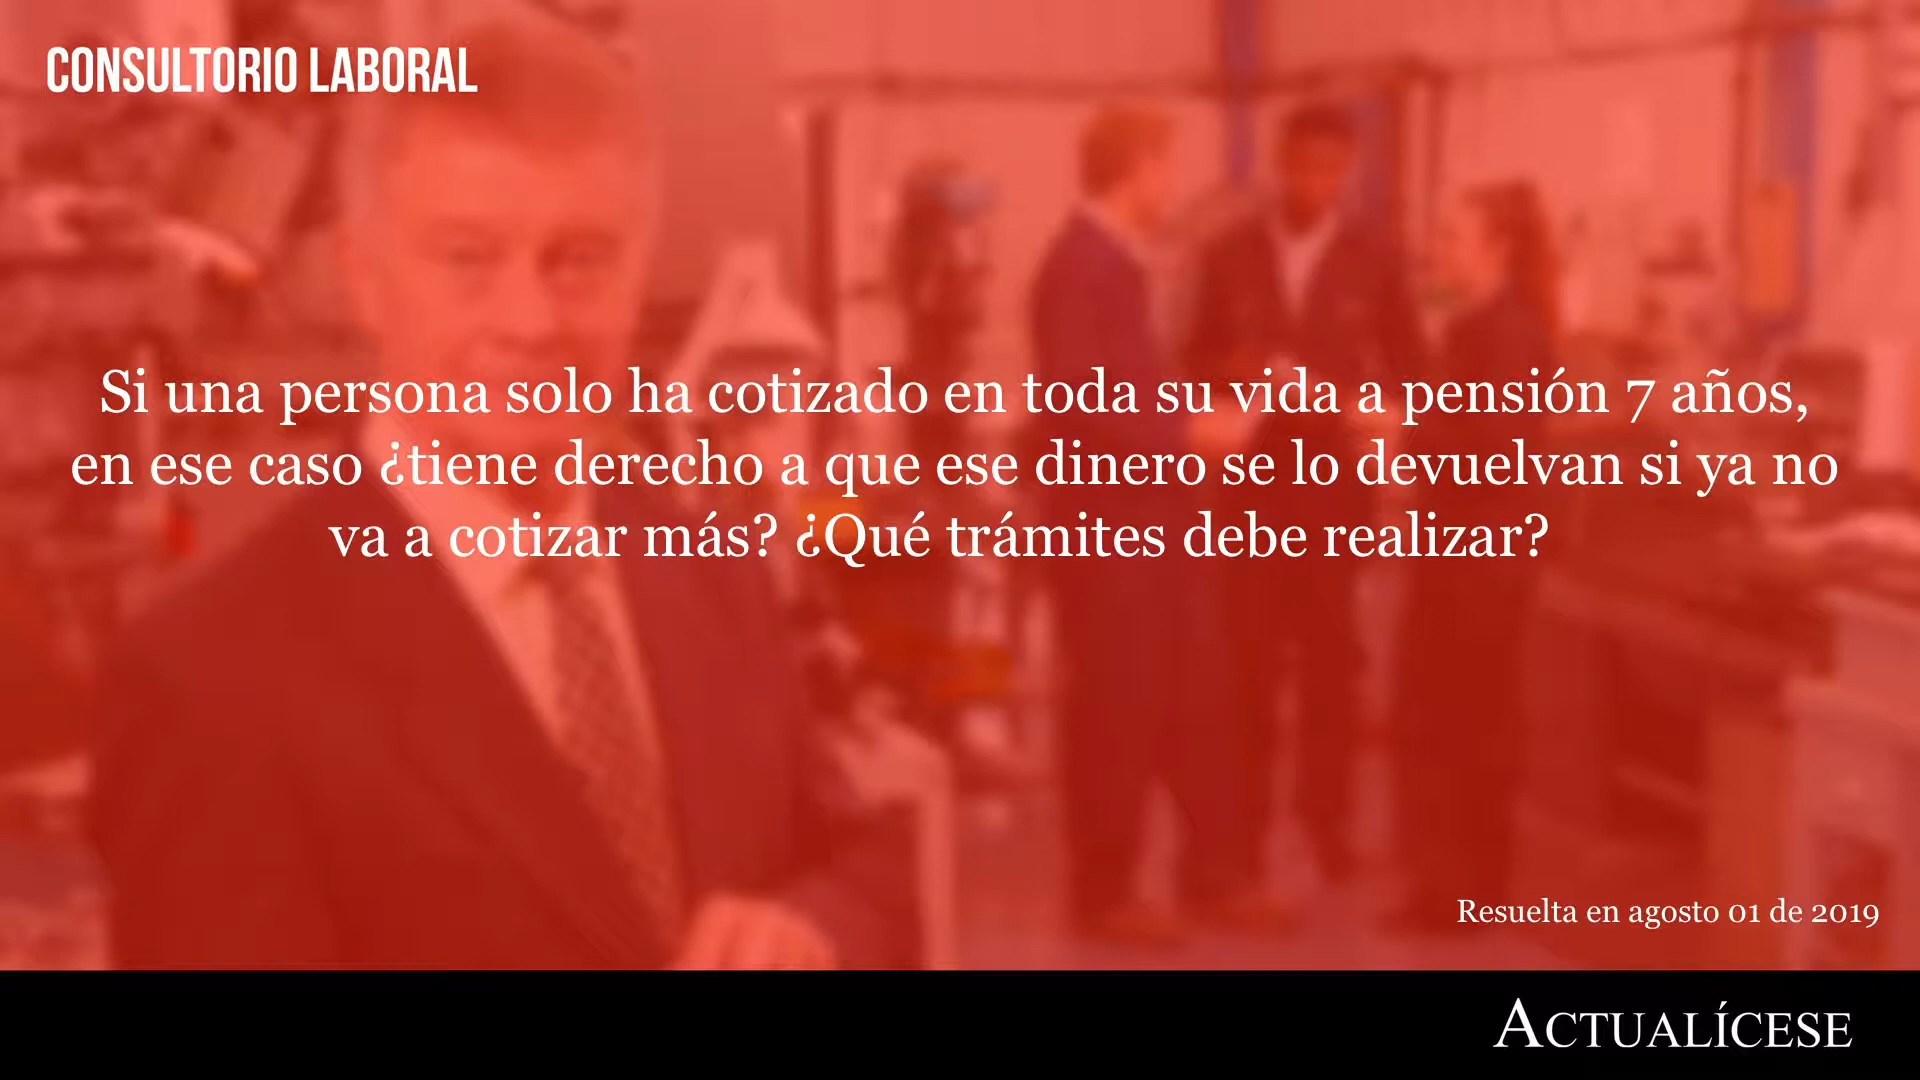 CONSULTORIO LABORAL
Si una persona solo ha cotizado en toda su vida a pensión 7 años,
en ese caso ¿tiene derecho a que ese dinero se lo devuelvan si ya no
va a cotizar más? ¿Qué trámites debe realizar?
Resuelta en agosto 01 de 2019
ACTUALÍCESE